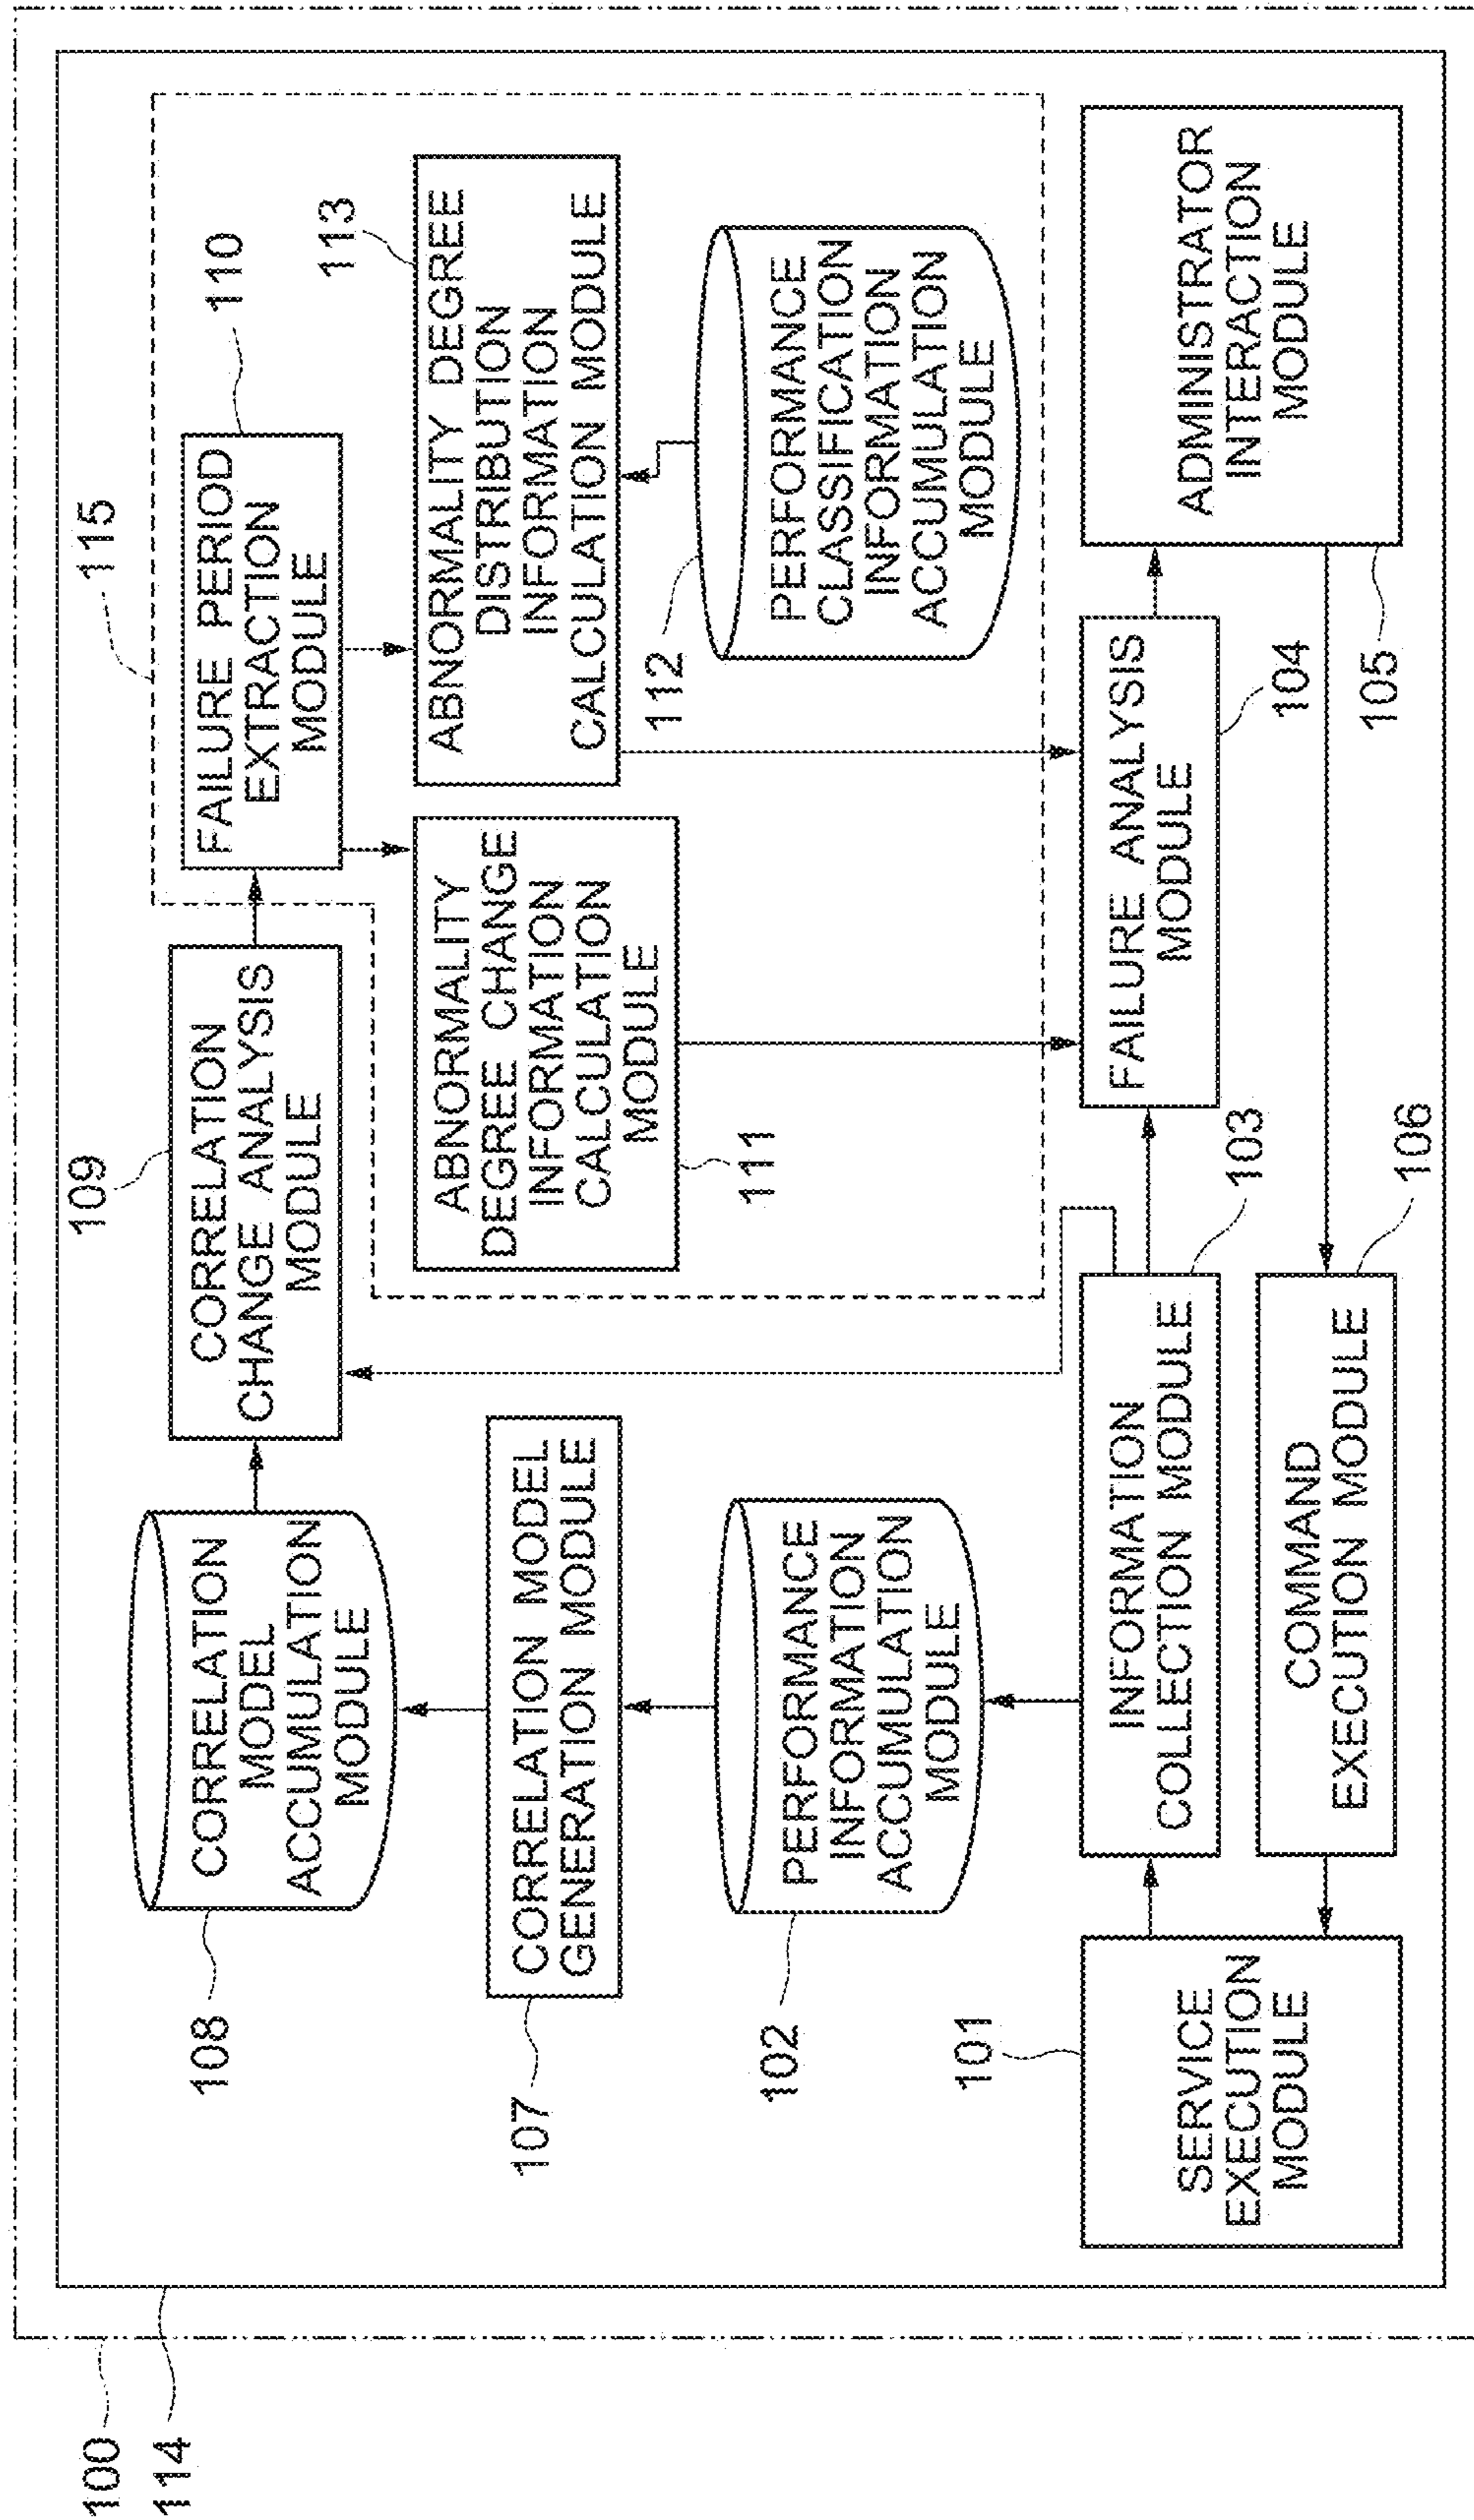 100
114
108
CORRELATION
MODEL
ACCUMULATION
MODULE
109
CORRELATION
CHANGE ANALYSIS
MODULE
115
FAILURE PERIOD
EXTRACTION
MODULE
110
107
CORRELATION MODEL
GENERATION MODULE
ABNORMALITY
DEGREE CHANGE
INFORMATION
CALCULATION
MODULE
111
113
ABNORMALITY DEGREE
DISTRIBUTION
INFORMATION
CALCULATION MODULE
102
PERFORMANCE
INFORMATION
ACCUMULATION
MODULE
112
PERFORMANCE
CLASSIFICATION
INFORMATION
ACCUMULATION
MODULE
101
SERVICE
EXECUTION
MODULE
INFORMATION
COLLECTION MODULE
103
FAILURE ANALYSIS
MODULE
104
ADMINISTRATOR
INTERACTION
MODULE
105
COMMAND
EXECUTION MODULE
106